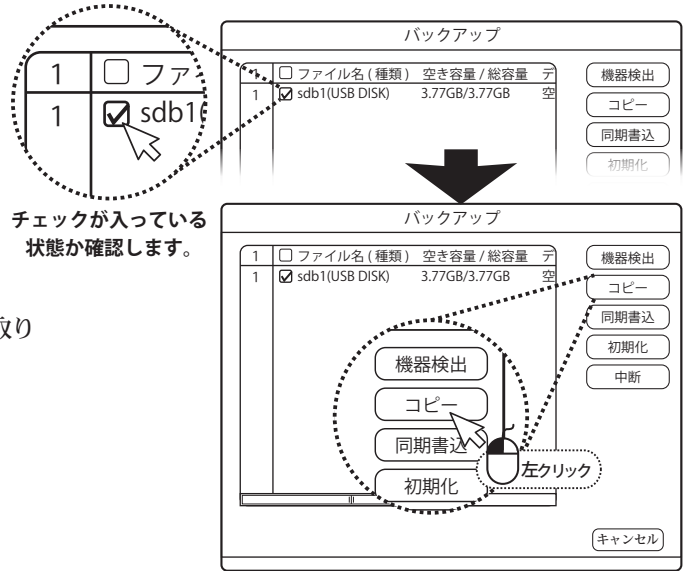 バックアップ
1 ファイル名 ( 種類 ) 空き容量 / 総容量 デ
1 sdb1(USB DISK) 3.77GB/3.77GB 空
機器検出
コピー
同期書込
初期化
1 ファ
1 sdb1(
チェックが入っている
状態か確認します。
取り
バックアップ
1 ファイル名 ( 種類 ) 空き容量 / 総容量 デ
1 sdb1(USB DISK) 3.77GB/3.77GB 空
機器検出
コピー
同期書込
初期化
中断
機器検出
コピー
同期書込
初期化
左クリック
キャンセル